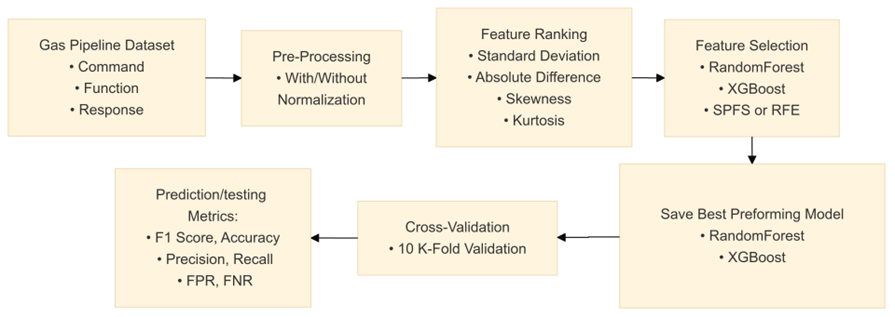 Gas Pipeline Dataset
• Command
• Function
• Response
Pre-Processing
• With/Without
Normalization
Feature Ranking
• Standard Deviation
• Absolute Difference
• Skewness
• Kurtosis
Feature Selection
• RandomForest
• XGBoost
• SPFS or RFE
Save Best Preforming Model
• RandomForest
• XGBoost
Cross-Validation
• 10 K-Fold Validation
Prediction/testing
Metrics:
• F1 Score, Accuracy
• Precision, Recall
• FPR, FNR